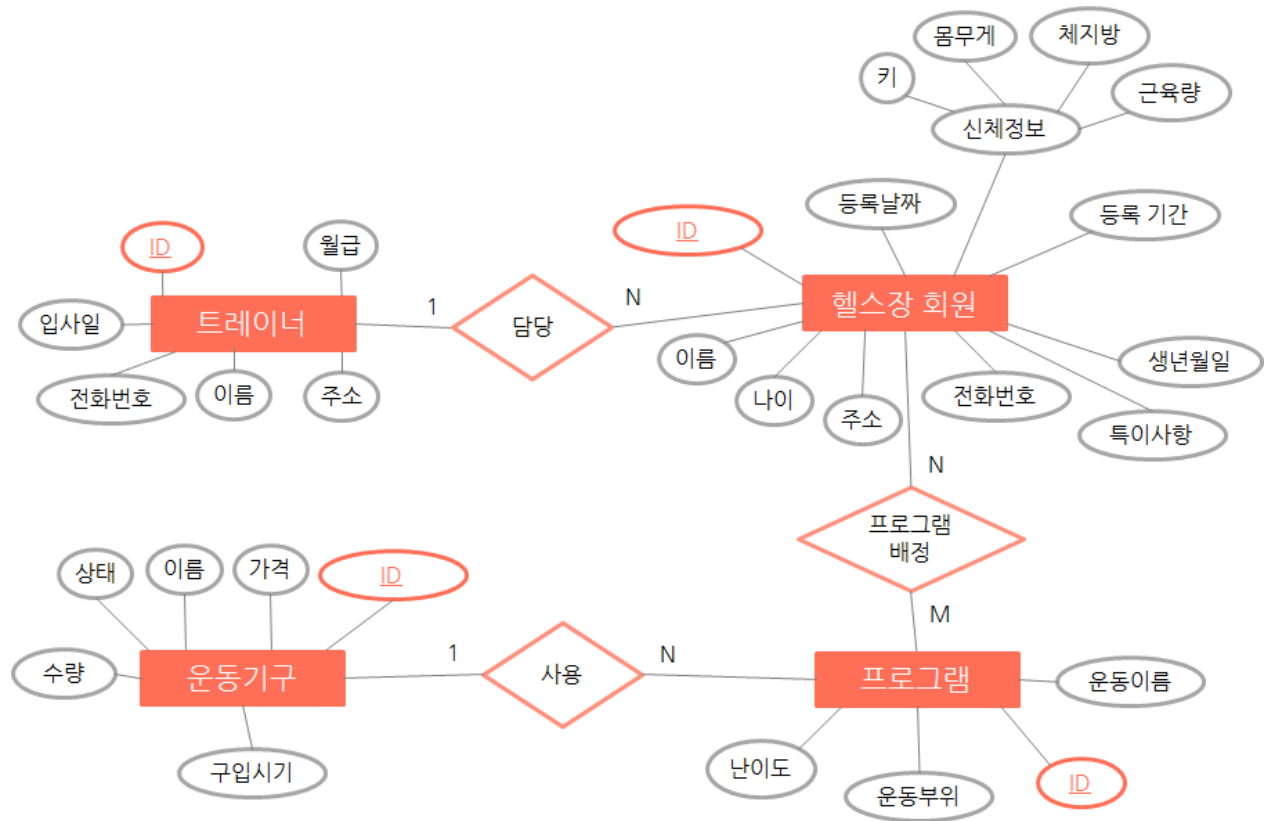 몸무게
체지방
키
근육량
신체정보
등록날짜
등록 기간
ID
ID
월급
입사일
트레이너
1
담당
N
헬스장 회원
전화번호
이름
주소
이름
나이
주소
전화번호
생년월일
특이사항
N
프로그램
배정
M
상태
이름
가격
ID
수량
운동기구
1
사용
N
프로그램
운동이름
구입시기
난이도
운동부위
ID